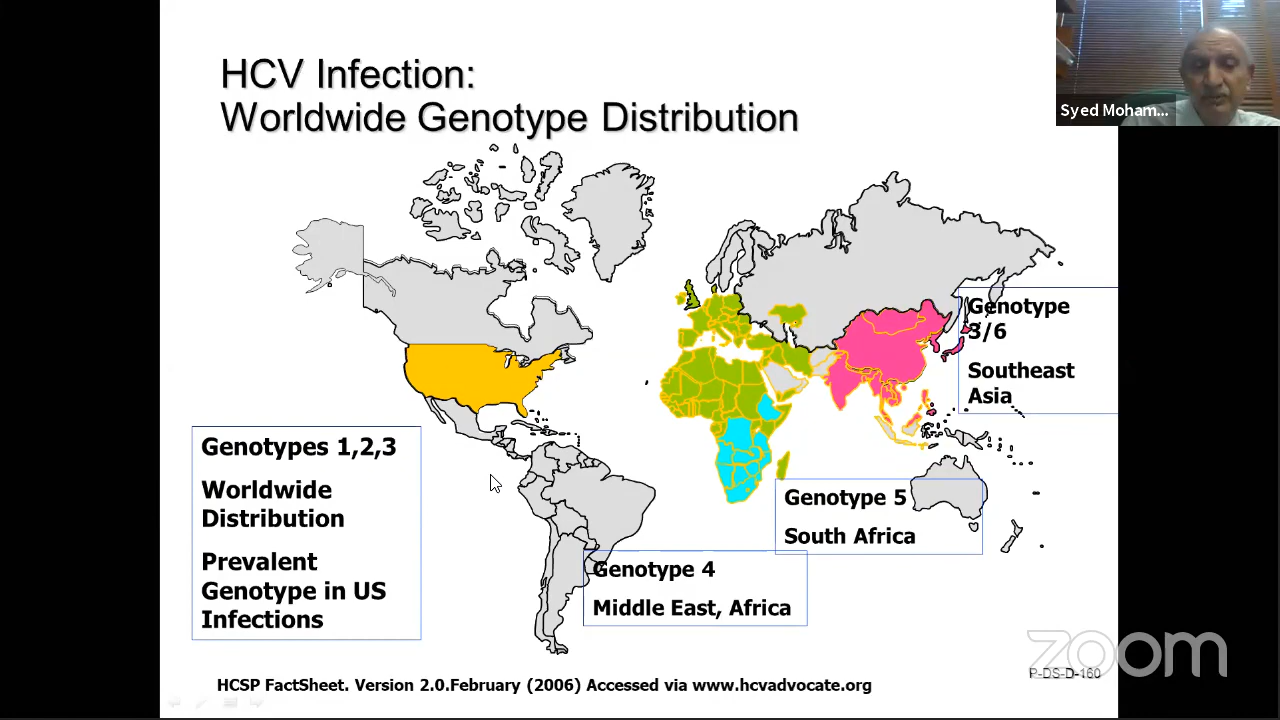 HCV Infection:
Worldwide Genotype Distribution
Syed Moham...
Genotype
3/6
Southeast
Asia
Genotypes 1,2,3
Worldwide
Distribution
Prevalent
Genotype in US
Infections
Genotype 5
South Africa
Genotype 4
Middle East, Africa
zoom
P-DS-D-160
HCSP FactSheet. Version 2.0.February (2006) Accessed via www.hcvadvocate.org